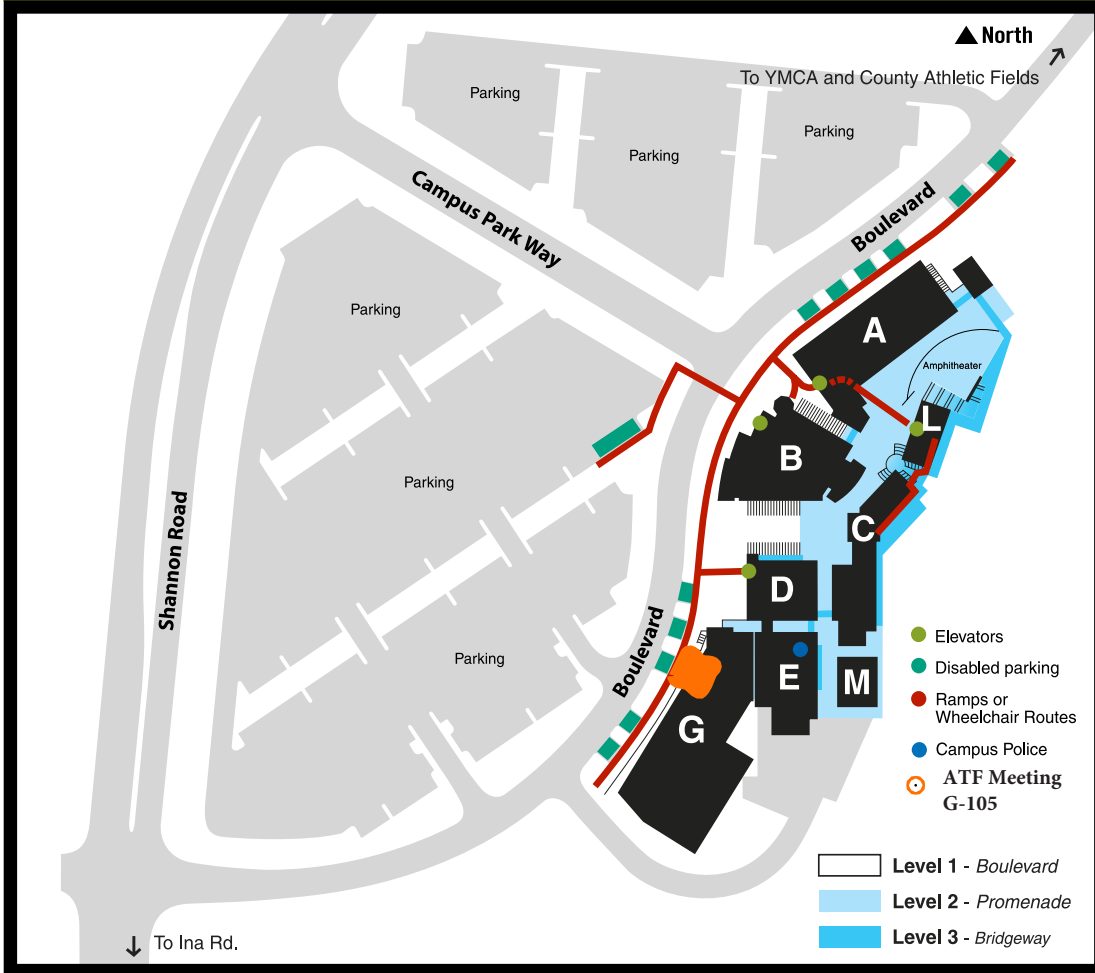 North
To YMCA and County Athletic Fields
Parking
Parking
Parking
Campus Park Way
Boulevard
Parking
A
Amphitheater
L
B
Parking
C
Shannon Road
D
Boulevard
Parking
E
M
G
Elevators
Disabled parking
Ramps or
Wheelchair Routes
Campus Police
ATF Meeting
G-105
Level 1 - Boulevard
Level 2 - Promenade
Level 3 - Bridgeway
To Ina Rd.